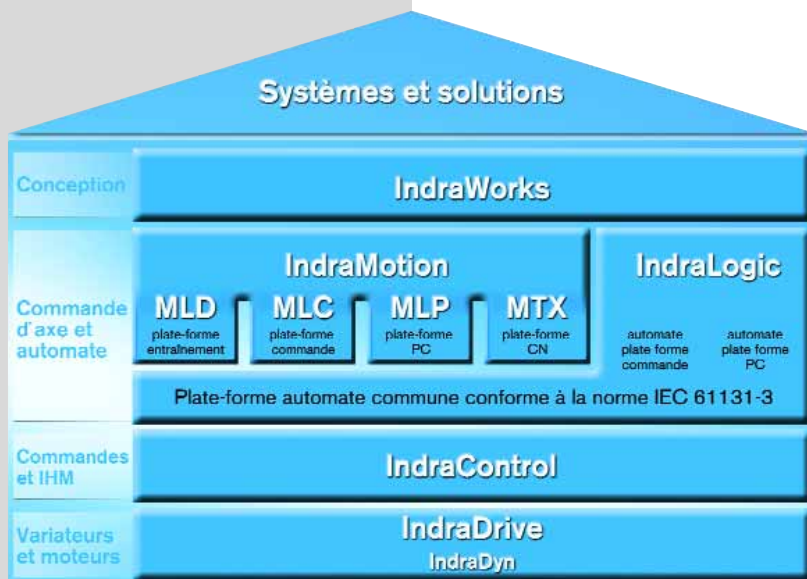 Systèmes et solutions
Conception
IndraWorks
Commande
d'axe et
automate
IndraMotion
MLD
plate-forme
entraînement
MLC
plate-forme
commande
MLP
plate-forme
PC
MTX
plate-forme
CN
IndraLogic
automate
plate forme
commande
automate
plate forme
PC
Plate-forme automate commune conforme à la norme IEC 61131-3
Commandes
et IHM
IndraControl
Variateurs
et moteurs
IndraDrive
IndraDyn